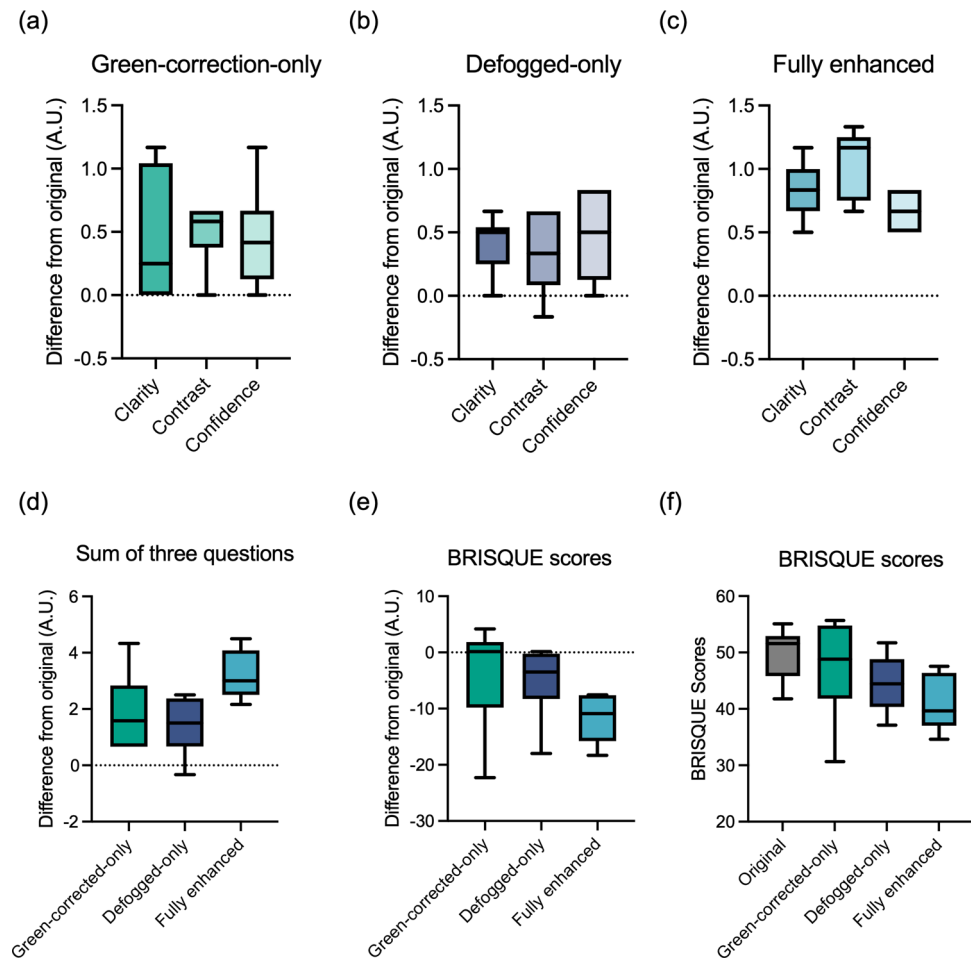 (a)
Green-correction-only
Difference from original (A.U.)
1.5
1.0
0.5
0.0
-0.5
Clarity
Contrast
Confidence
(b)
Defogged-only
Difference from original (A.U.)
1.5
1.0
0.5
0.0
-0.5
Clarity
Contrast
Confidence
(c)
Fully enhanced
Difference from original (A.U.)
1.5
1.0
0.5
0.0
-0.5
Clarity
Contrast
Confidence
(d)
Sum of three questions
Difference from original (A.U.)
6
4
2
0
-2
Green-corrected-only
Defogged-only
Fully enhanced
(e)
BRISQUE scores
Difference from original (A.U.)
10
0
-10
-20
-30
Green-corrected-only
Defogged-only
Fully enhanced
(f)
BRISQUE scores
BRISQUE Scores
60
50
40
30
20
Original
Green-corrected-only
Defogged-only
Fully enhanced